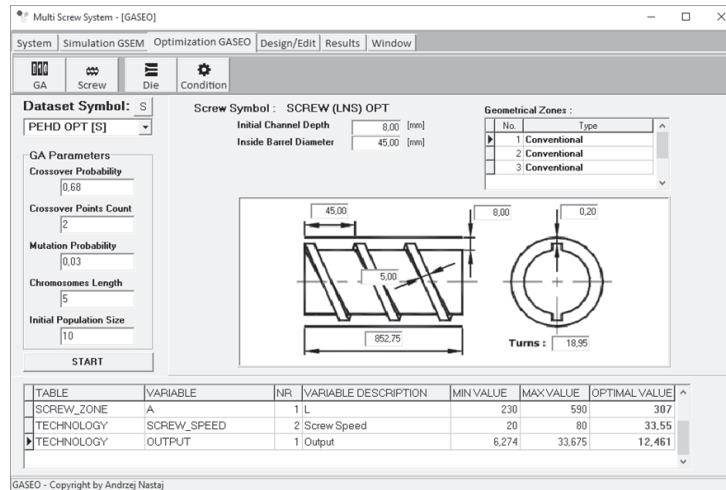 Multi Screw System - [GASEO]
System Simulation GSEM Optimization GASEO Design/Edit Results Window
GA Screw Die Condition
Dataset Symbol: S
PEHD OPT [S]
GA Parameters
Crossover Probability
0,68
Crossover Points Count
2
Mutation Probability
0,03
Chromosomes Length
5
Initial Population Size
10
START
Screw Symbol : SCREW (LNS) OPT
Initial Channel Depth 8,00 [mm]
Inside Barrel Diameter 45,00 [mm]
Geometrical Zones :
No. Type
1 Conventional
2 Conventional
3 Conventional
45,00 8,00 0,20
5,00
852,75
Turns : 18,95
TABLE VARIABLE NR VARIABLE DESCRIPTION MIN VALUE MAX VALUE OPTIMAL VALUE
SCREW_ZONE A 1 L 230 590 307
TECHNOLOGY SCREW_SPEED 2 Screw Speed 20 80 33,55
TECHNOLOGY OUTPUT 1 Output 6,274 33,675 12,461
GASEO - Copyright by Andrzej Nastaj